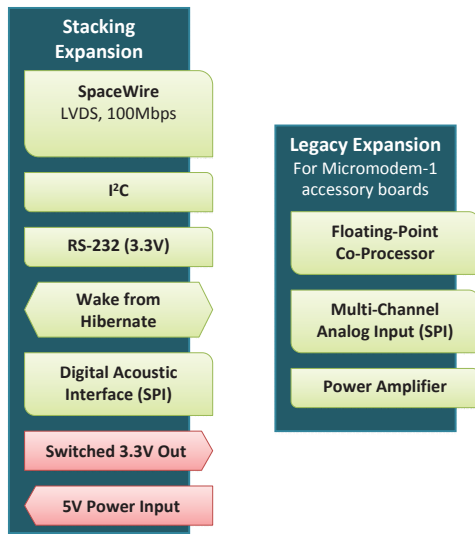 Stacking
Expansion
SpaceWire
LVDS, 100Mbps
I²C
RS-232 (3.3V)
Wake from
Hibernate
Digital Acoustic
Interface (SPI)
Switched 3.3V Out
5V Power Input
Legacy Expansion
For Micromodem-1
accessory boards
Floating-Point
Co-Processor
Multi-Channel
Analog Input (SPI)
Power Amplifier